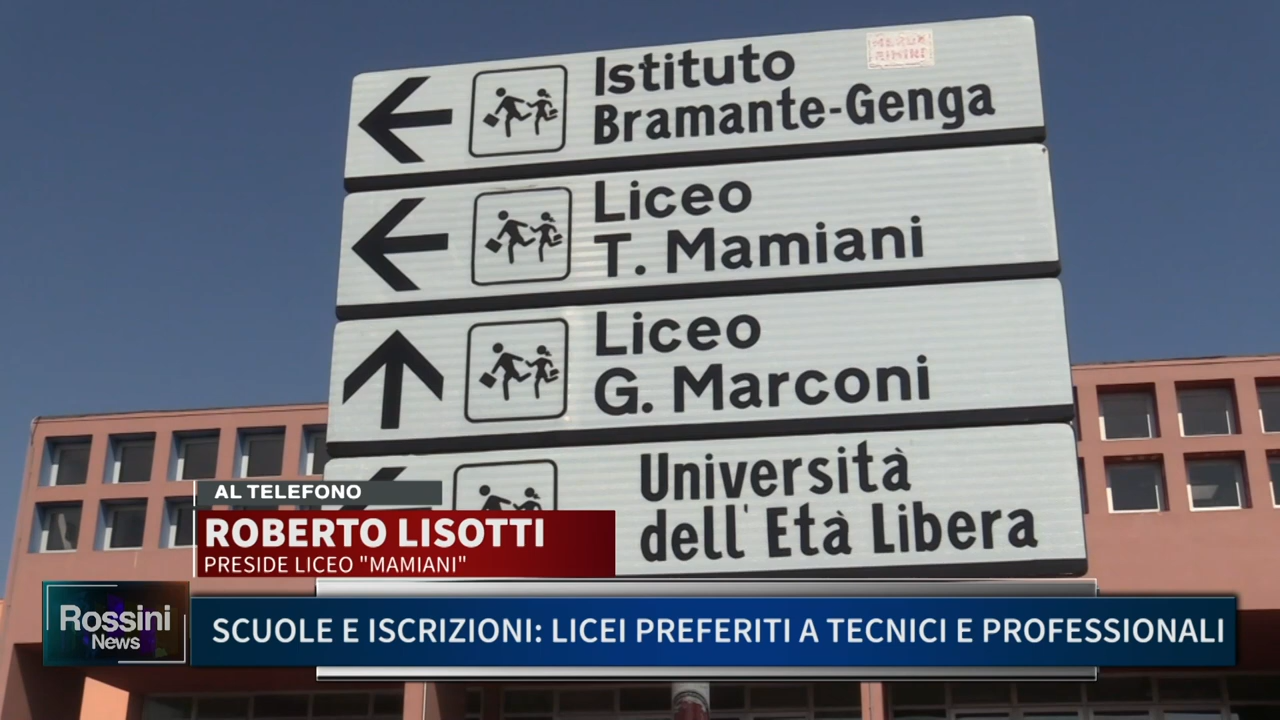 Istituto
Bramante-Genga
Liceo
T. Mamiani
Liceo
G. Marconi
Università
dell'Età Libera
AL TELEFONO
ROBERTO LISOTTI
PRESIDE LICEO "MAMIANI"
Rossini
News
SCUOLE E ISCRIZIONI: LICEI PREFERITI A TECNICI E PROFESSIONALI